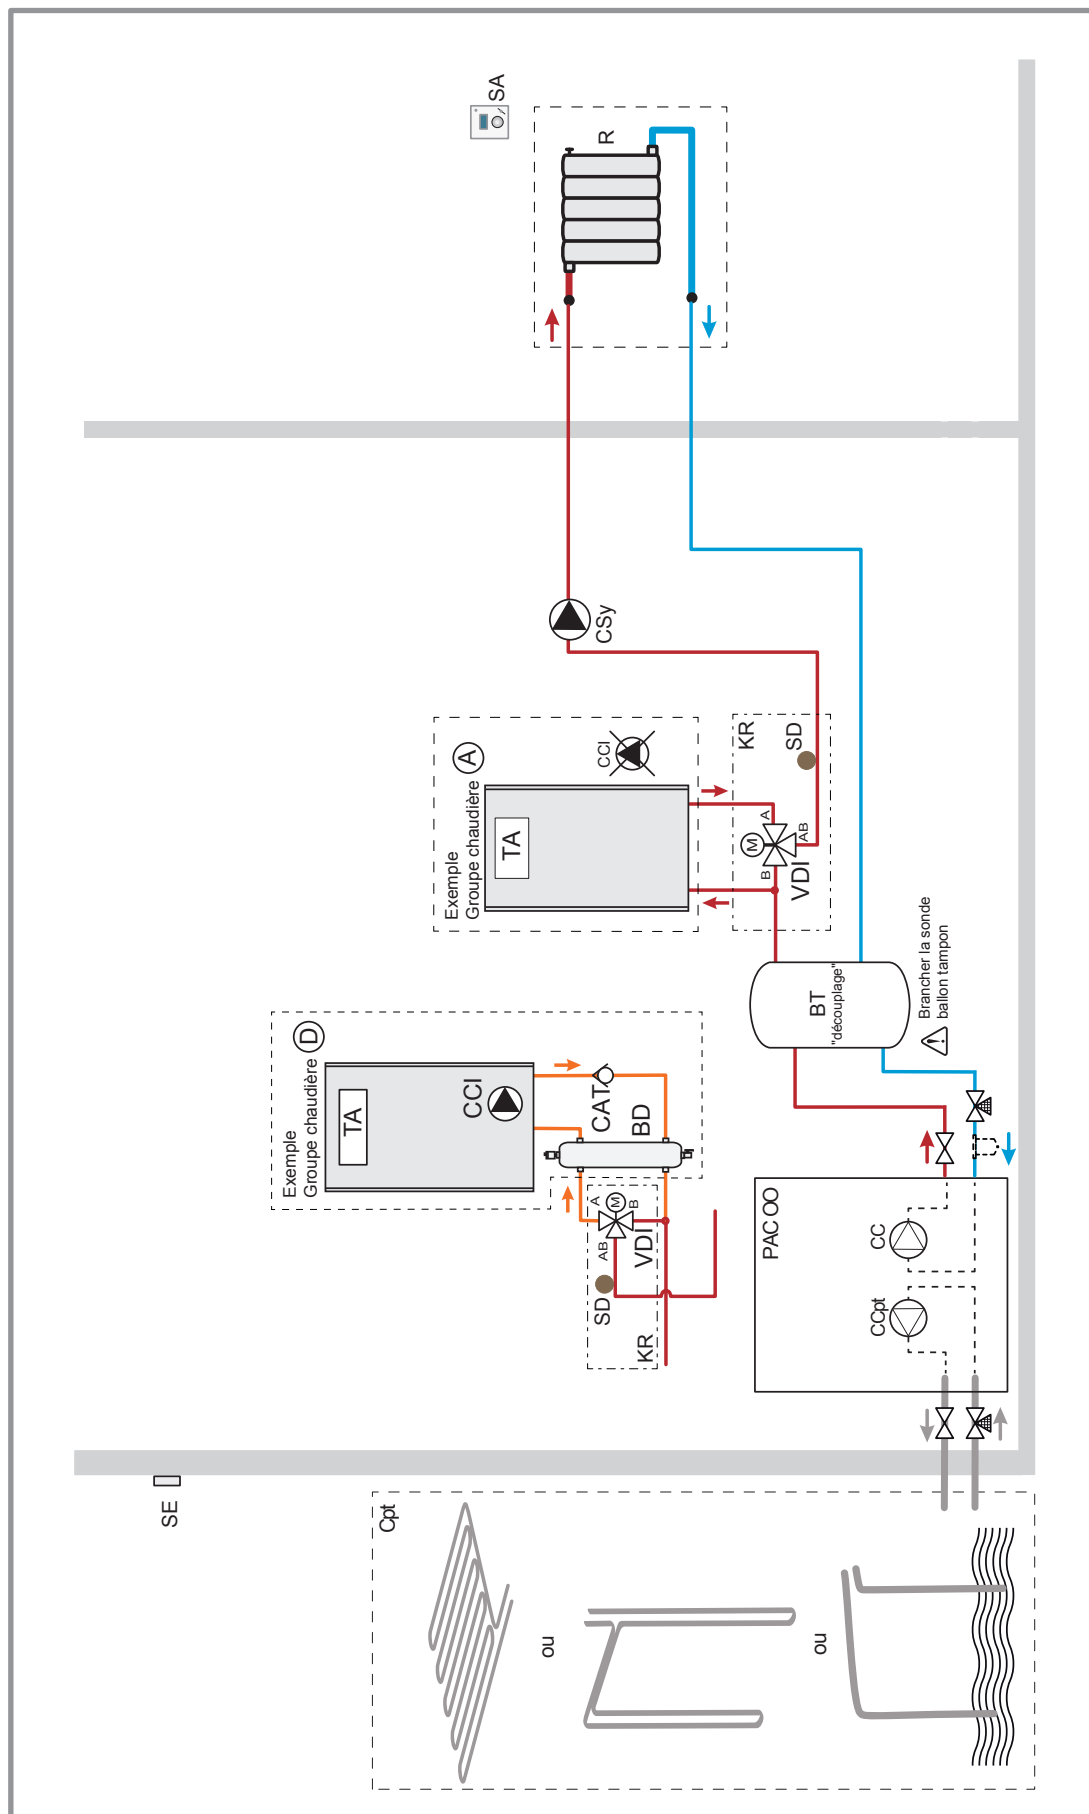 SE
Cpt
ou
ou
Exemple
Groupe chaudière
D
TA
CCI
CAT
BD
A
M
B
AB
VDI
SD
KR
PAC OO
CCpt
CC
BT
"découplage"
Brancher la sonde
ballon tampon
Exemple
Groupe chaudière
A
TA
CCI
KR
SD
A
M
B
AB
VDI
CSy
R
SA